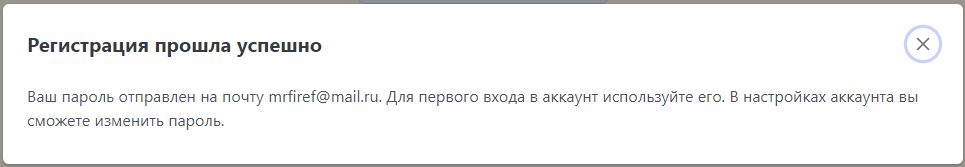 Регистрация прошла успешно
Ваш пароль отправлен на почту mrfiref@mail.ru. Для первого входа в аккаунт используйте его. В настройках аккаунта вы
сможете изменить пароль.